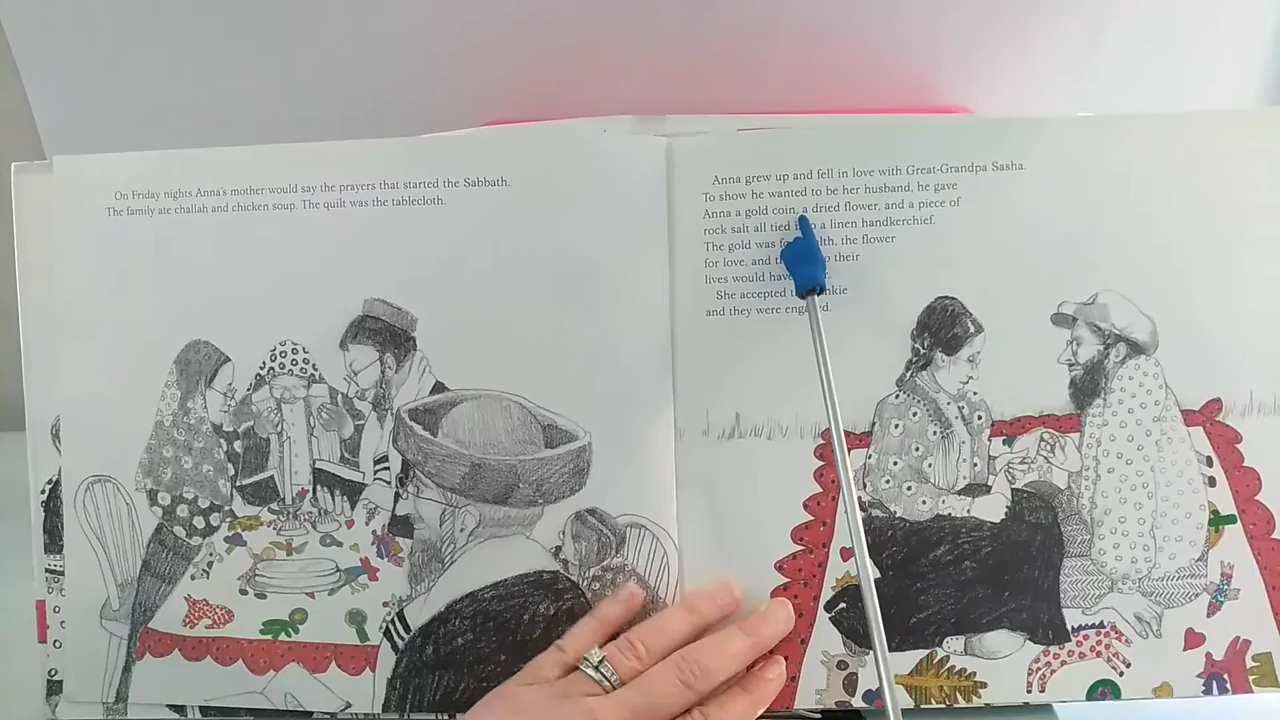 On Friday nights Anna's mother would say the prayers that started the Sabbath.
The family ate challah and chicken soup. The quilt was the tablecloth.
Anna grew up and fell in love with Great-Grandpa Sasha.
To show he wanted to be her husband, he gave
Anna a gold coin, a dried flower, and a piece of
rock salt all tied a linen handkerchief.
The gold was the flower
for love, and their
lives would have
She accepted
and they were engaged.